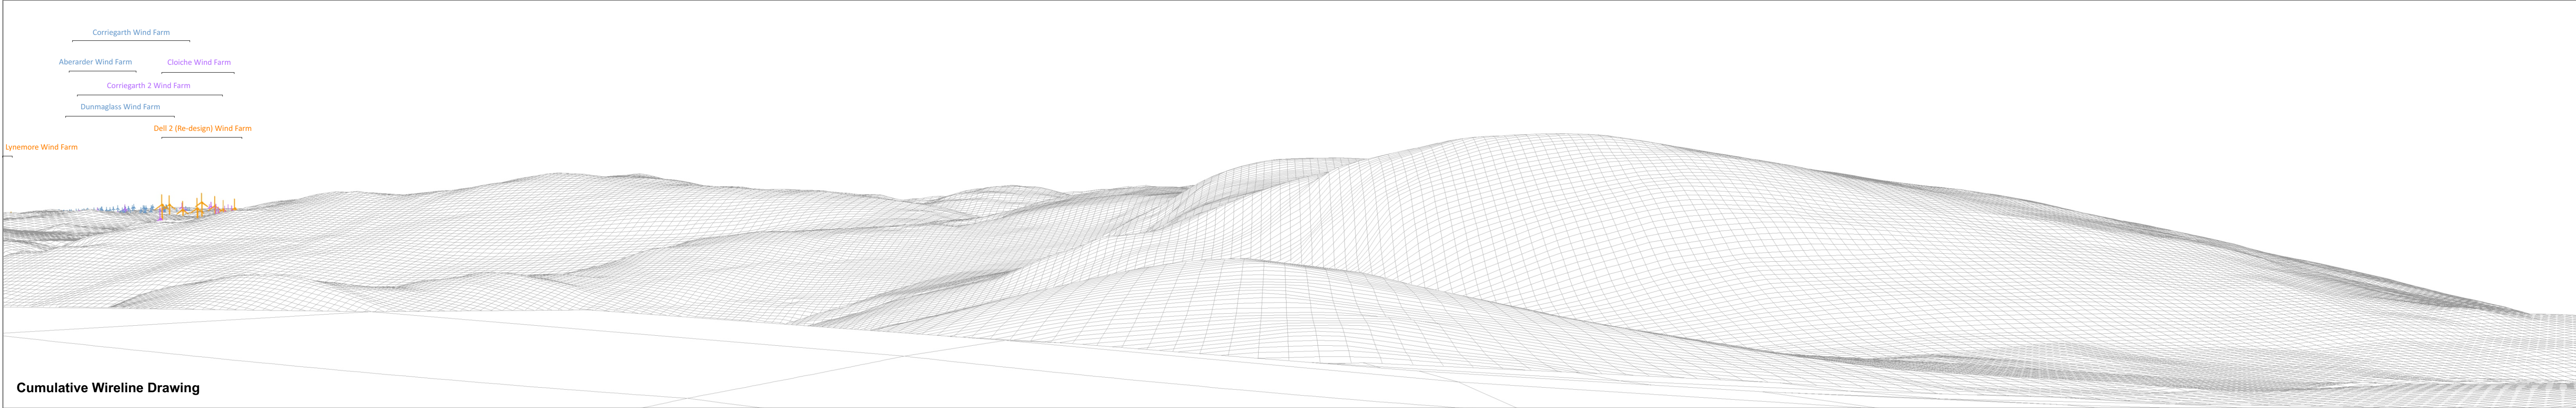 Corriegarth Wind Farm
Aberarder Wind Farm
Cloiche Wind Farm
Corriegarth 2 Wind Farm
Dunmaglass Wind Farm
Dell 2 (Re-design) Wind Farm
Lynemore Wind Farm
Cumulative Wireline Drawing